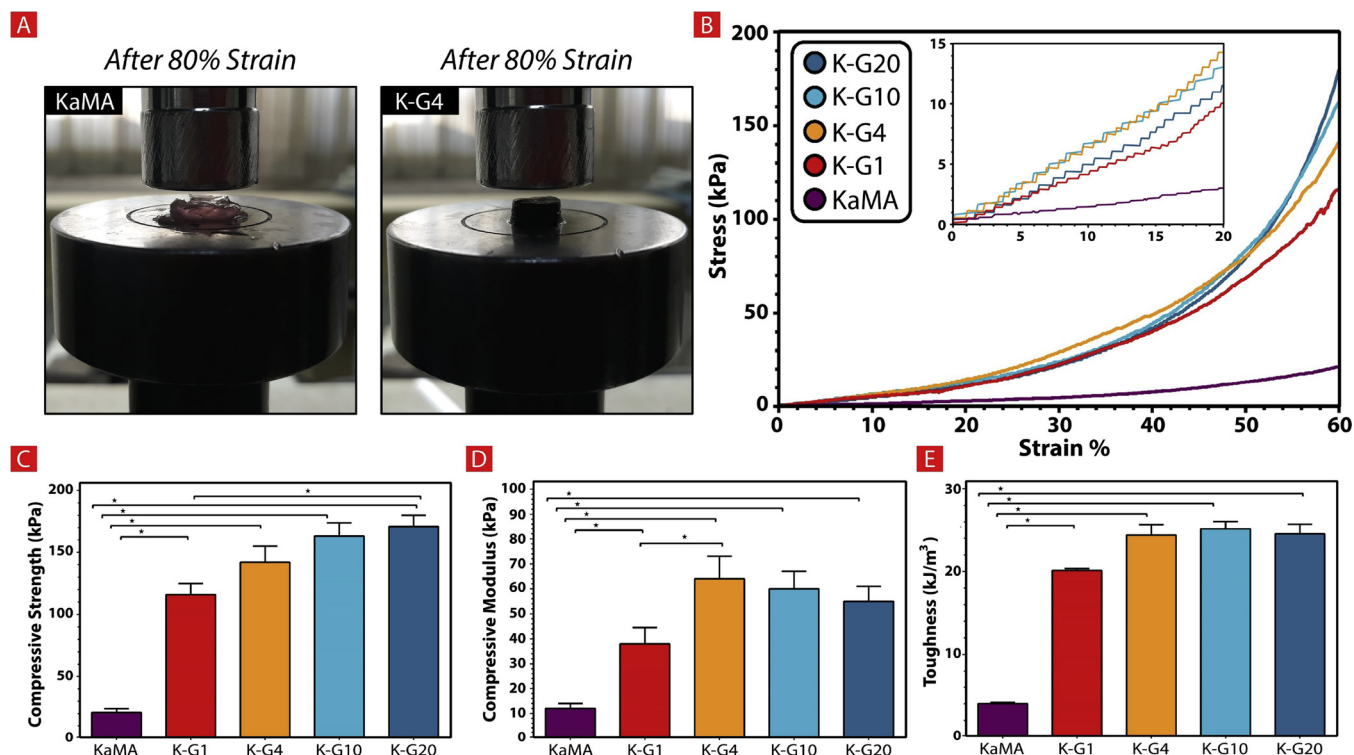 A
After 80% Strain
After 80% Strain
KaMA
K-G4
B
200
150
100
50
0
Stress (kPa)
0
10
20
30
40
50
60
Strain %
K-G20
K-G10
K-G4
K-G1
KaMA
15
10
5
0
0
5
10
15
20
C
Compressive Strength (kPa)
200
150
100
50
0
*
*
*
*
*
KaMA
K-G1
K-G4
K-G10
K-G20
D
Compressive Modulus (kPa)
100
90
80
70
60
50
40
30
20
10
0
*
*
*
*
*
KaMA
K-G1
K-G4
K-G10
K-G20
E
Toughness (kJ/m³)
30
20
10
0
*
*
*
*
KaMA
K-G1
K-G4
K-G10
K-G20